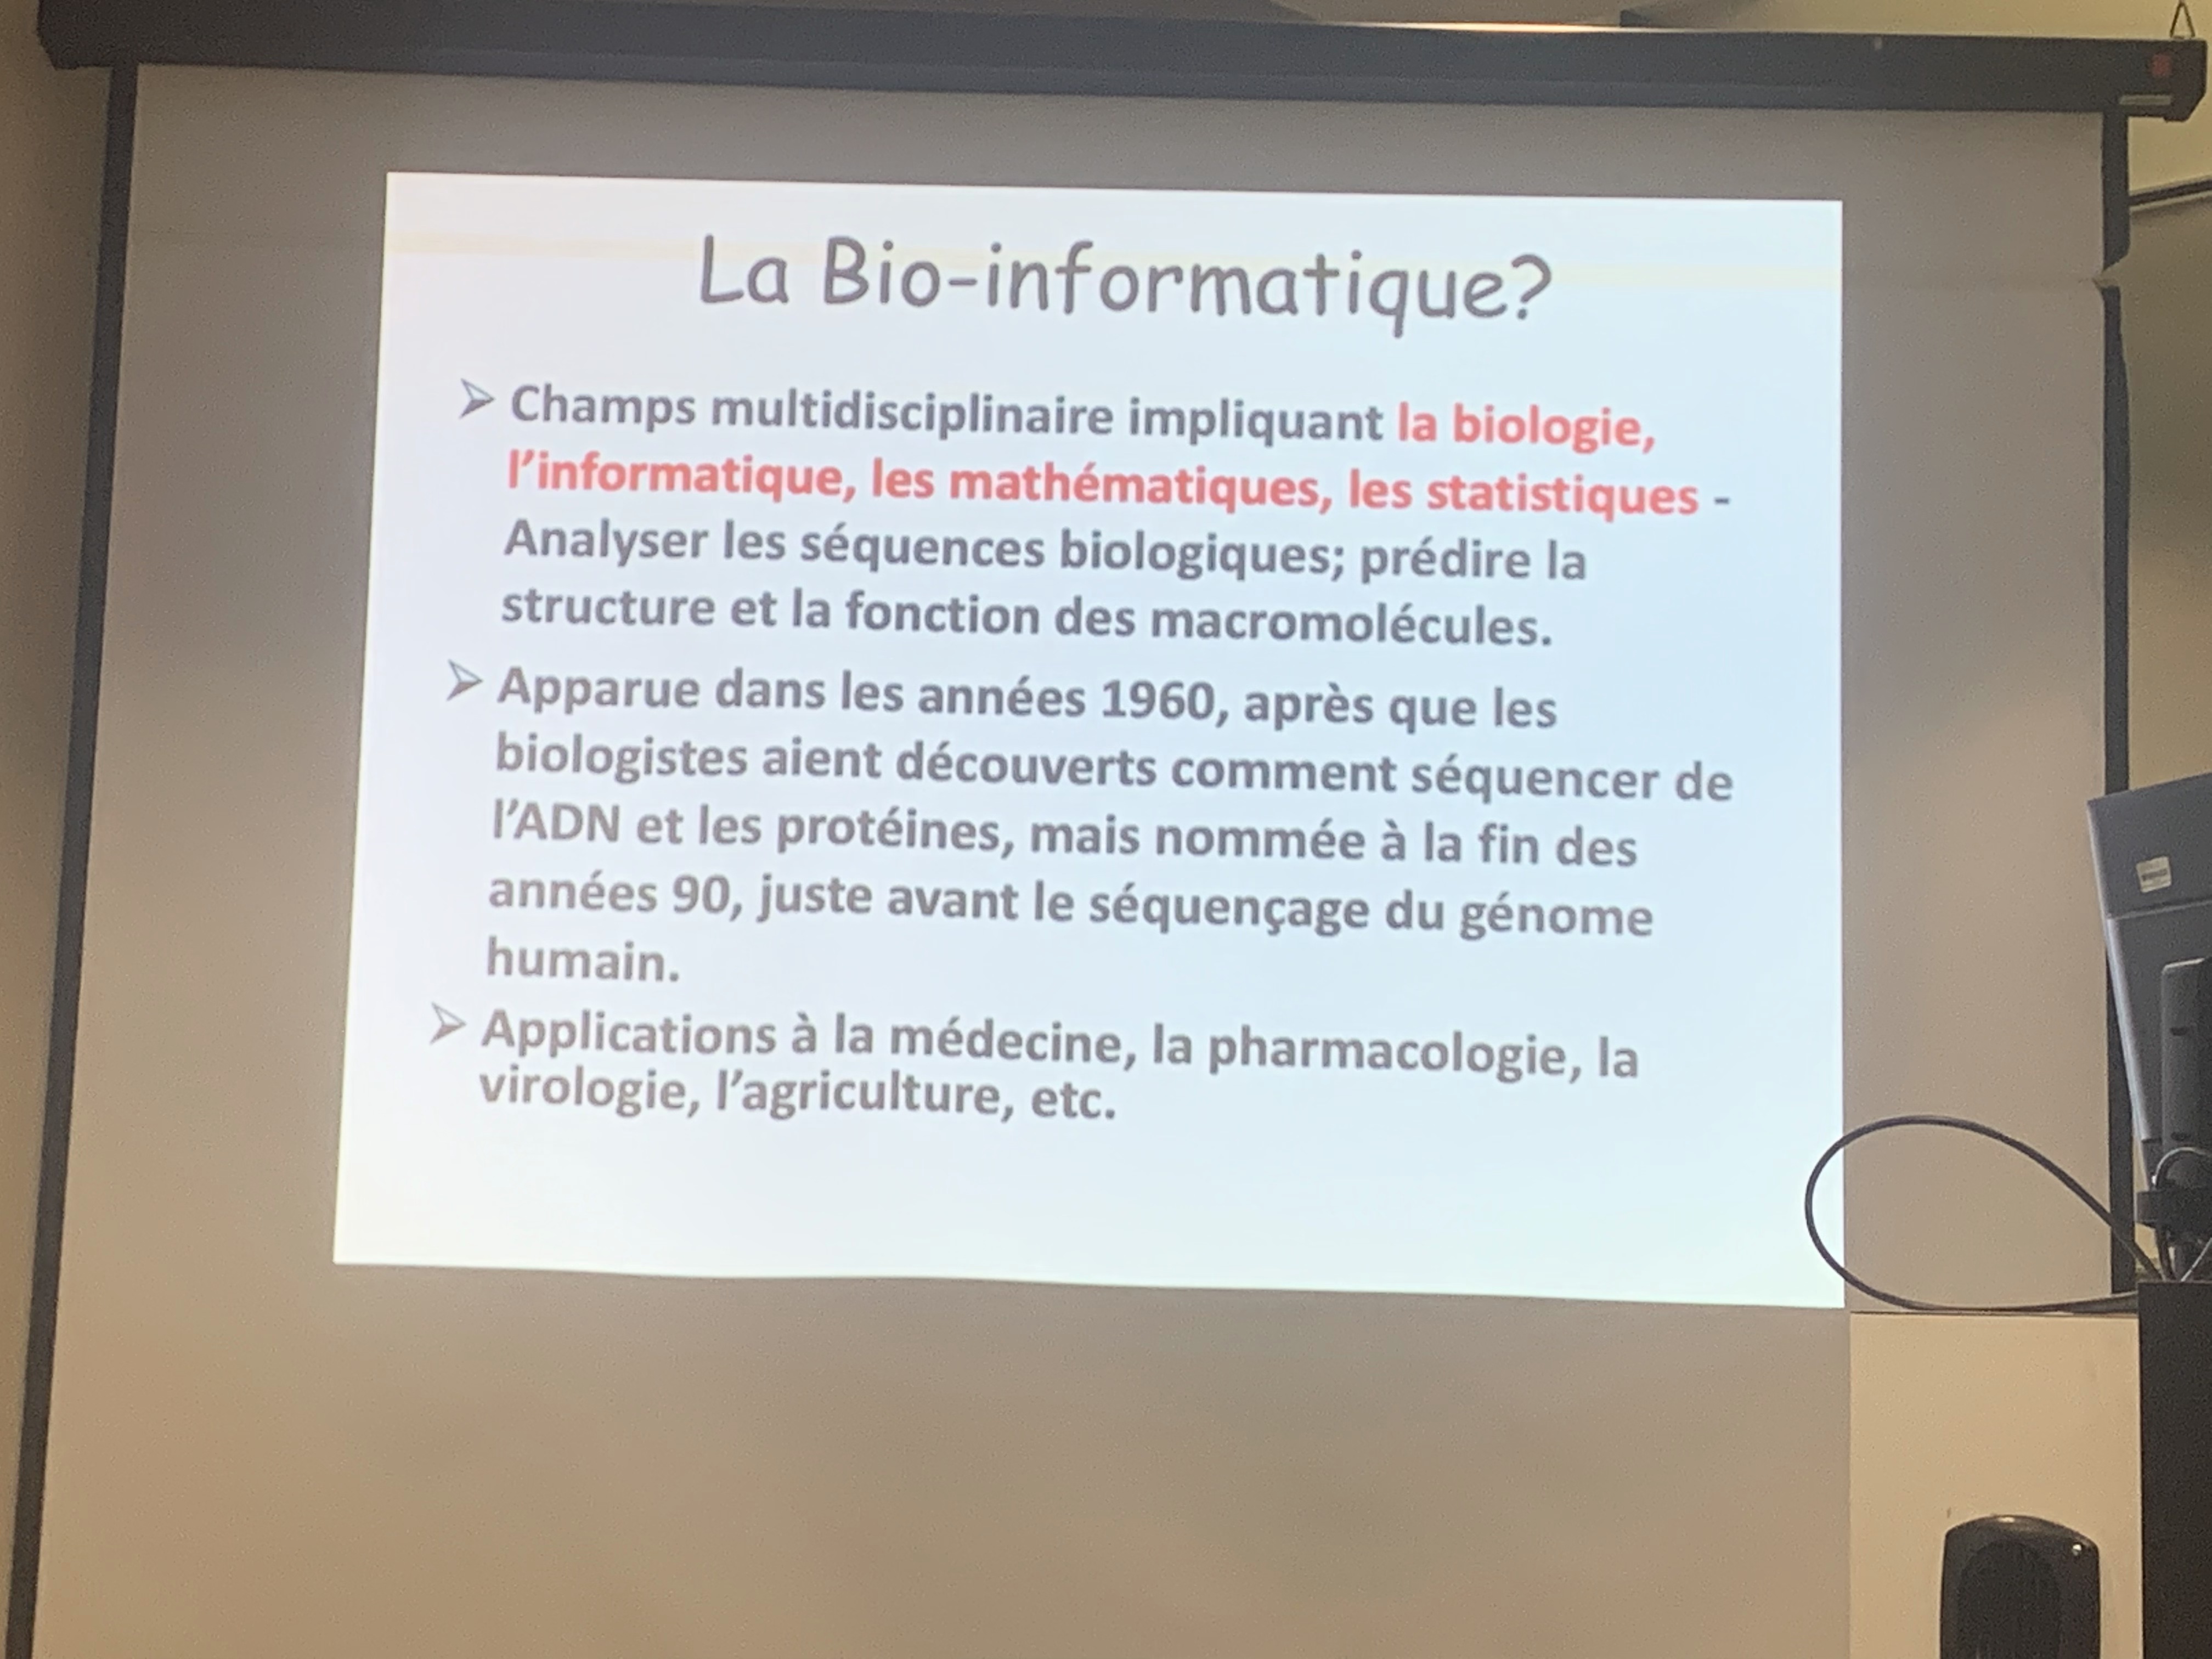 La Bio-informatique?
➢ Champs multidisciplinaire impliquant la biologie,
l’informatique, les mathématiques, les statistiques -
Analyser les séquences biologiques; prédire la
structure et la fonction des macromolécules.
➢ Apparue dans les années 1960, après que les
biologistes aient découverts comment séquencer de
l’ADN et les protéines, mais nommée à la fin des
années 90, juste avant le séquençage du génome
humain.
➢ Applications à la médecine, la pharmacologie, la
virologie, l’agriculture, etc.